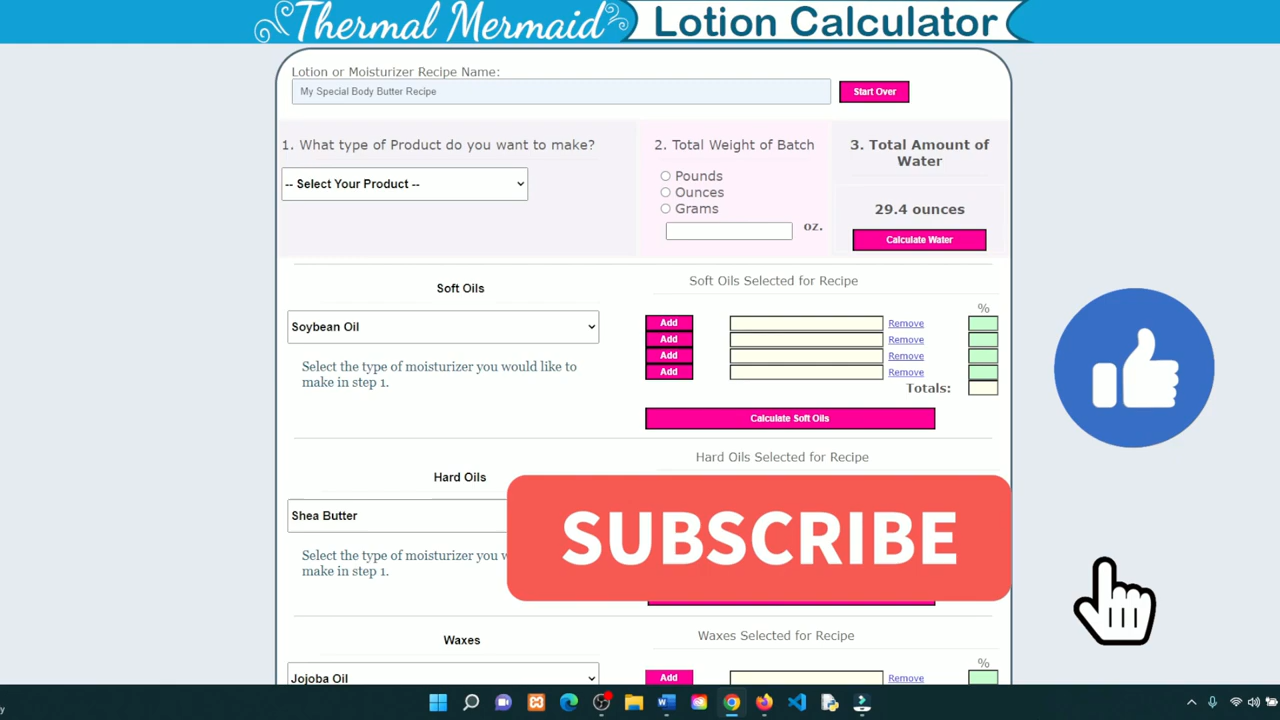 Thermal Mermaid Lotion Calculator
Lotion or Moisturizer Recipe Name:
My Special Body Butter Recipe
Start Over
1. What type of Product do you want to make?
-- Select Your Product --
2. Total Weight of Batch
Pounds
Ounces
Grams
oz.
3. Total Amount of
Water
29.4 ounces
Calculate Water
Soft Oils
Soybean Oil
Select the type of moisturizer you would like to
make in step 1.
Soft Oils Selected for Recipe
%
Add Remove
Add Remove
Add Remove
Add Remove
Totals:
Calculate Soft Oils
Hard Oils
Shea Butter
Select the type of moisturizer you
make in step 1.
Hard Oils Selected for Recipe
SUBSCRIBE
Waxes
Jojoba Oil
Waxes Selected for Recipe
%
Add Remove
y